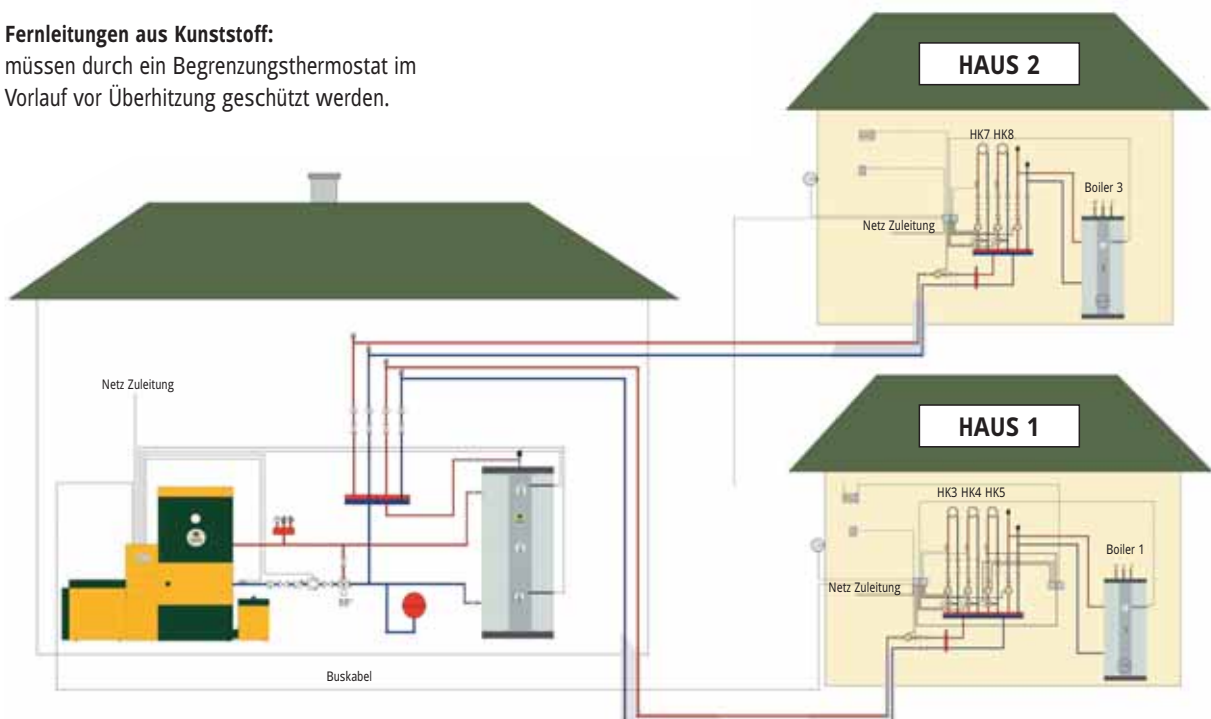 Fernleitungen aus Kunststoff:
müssen durch ein Begrenzungsthermostat im
Vorlauf vor Überhitzung geschützt werden.
HAUS 2
HK7 HK8
Boiler 3
Netz Zuleitung
Netz Zuleitung
HAUS 1
HK3 HK4 HK5
Boiler 1
Netz Zuleitung
Buskabel